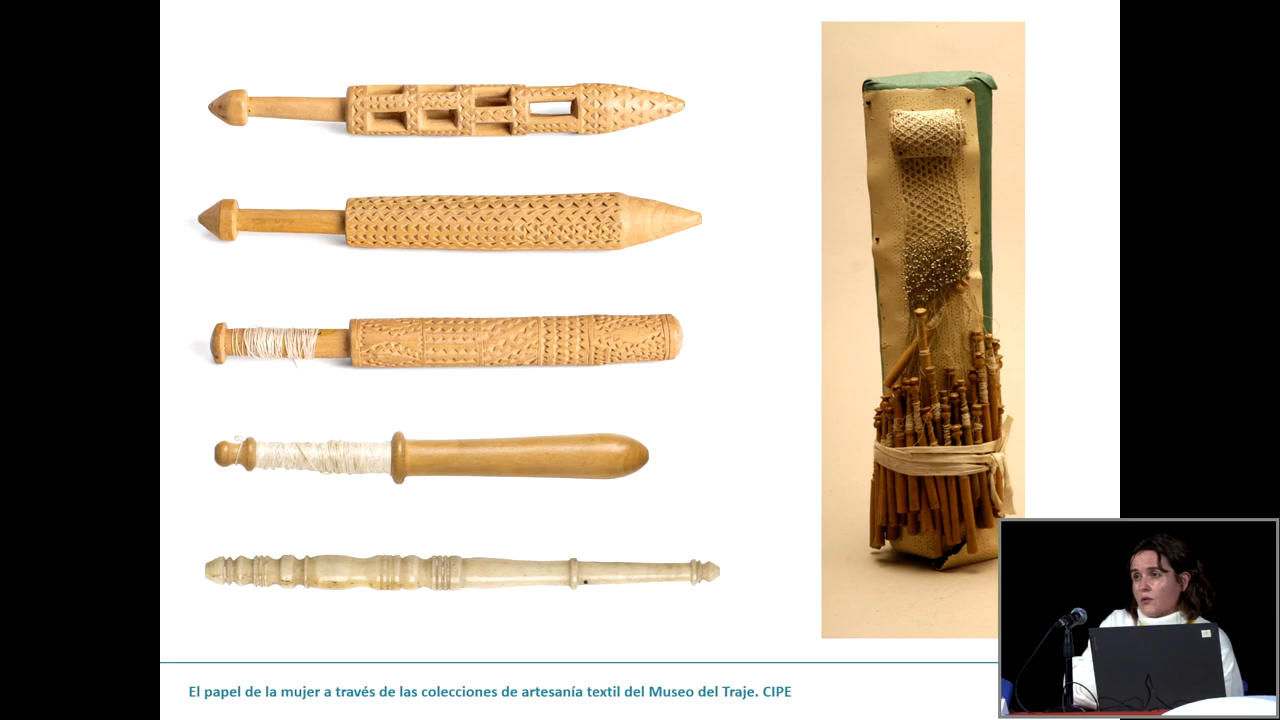 El papel de la mujer a través de las colecciones de artesanía textil del Museo del Traje. CIPE